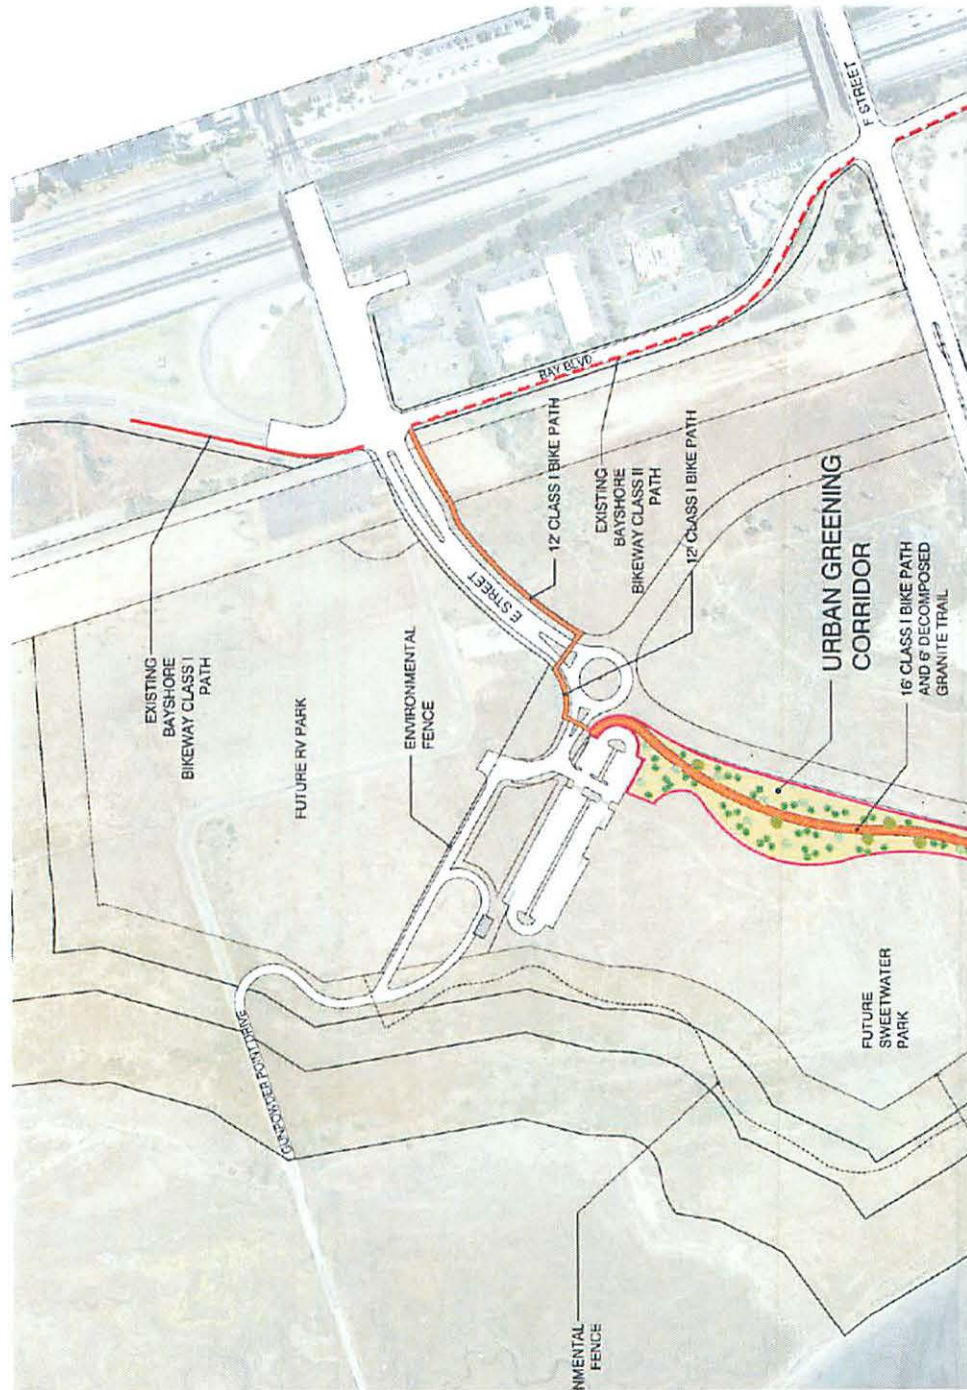 F STREET
BAY BLVD
12' CLASS I BIKE PATH
EXISTING
BAYSHORE
BIKEWAY CLASS II
PATH
12' CLASS I BIKE PATH
EXISTING
BAYSHORE
BIKEWAY CLASS I
PATH
E STREET
ENVIRONMENTAL
FENCE
FUTURE RV PARK
URBAN GREENING
CORRIDOR
16' CLASS I BIKE PATH
AND 6' DECOMPOSED
GRANITE TRAIL
GUNPOWDER POINT DRIVE
FUTURE
SWEETWATER
PARK
NMENTAL
FENCE